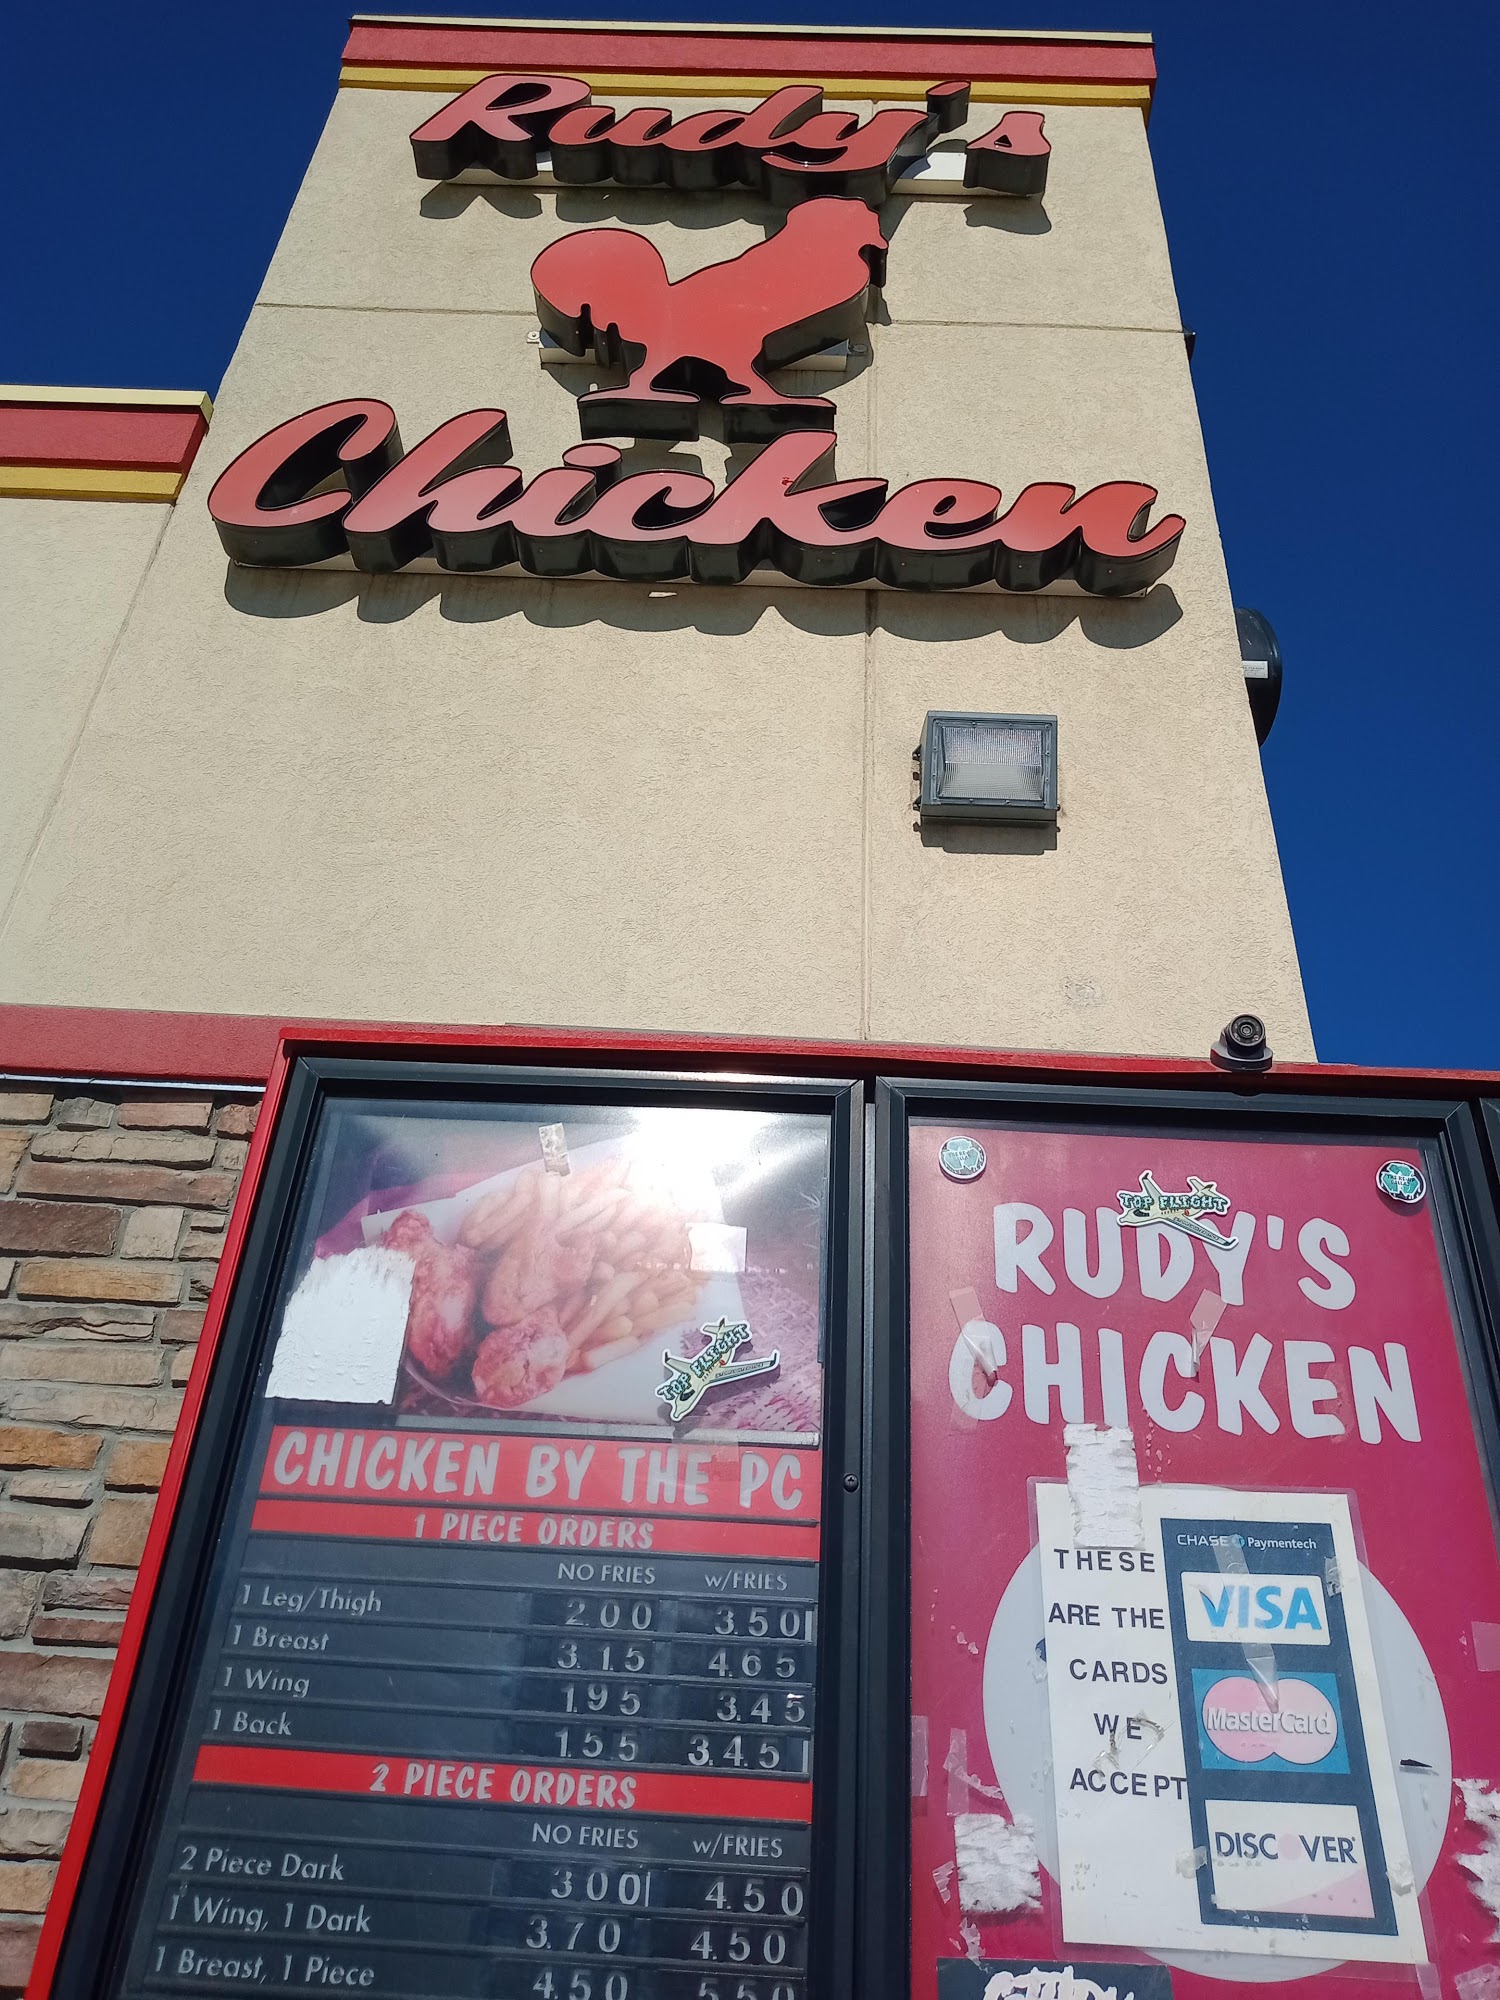 Rudy's
Chicken
TOP FLIGHT
CHICKEN BY THE PC
1 PIECE ORDERS
NO FRIES w/FRIES
1 Leg/Thigh 2.00 3.50
1 Breast 3.15 4.65
1 Wing 1.95 3.45
1 Back 1.55 3.45
2 PIECE ORDERS
NO FRIES w/FRIES
2 Piece Dark 3.00 4.50
1 Wing, 1 Dark 3.70 4.50
1 Breast, 1 Piece 4.50 5.50
TOP FLIGHT
RUDY'S
CHICKEN
THESE
ARE THE
CARDS
WE
ACCEPT
CHASE Paymentech
VISA
MasterCard
DISCOVER